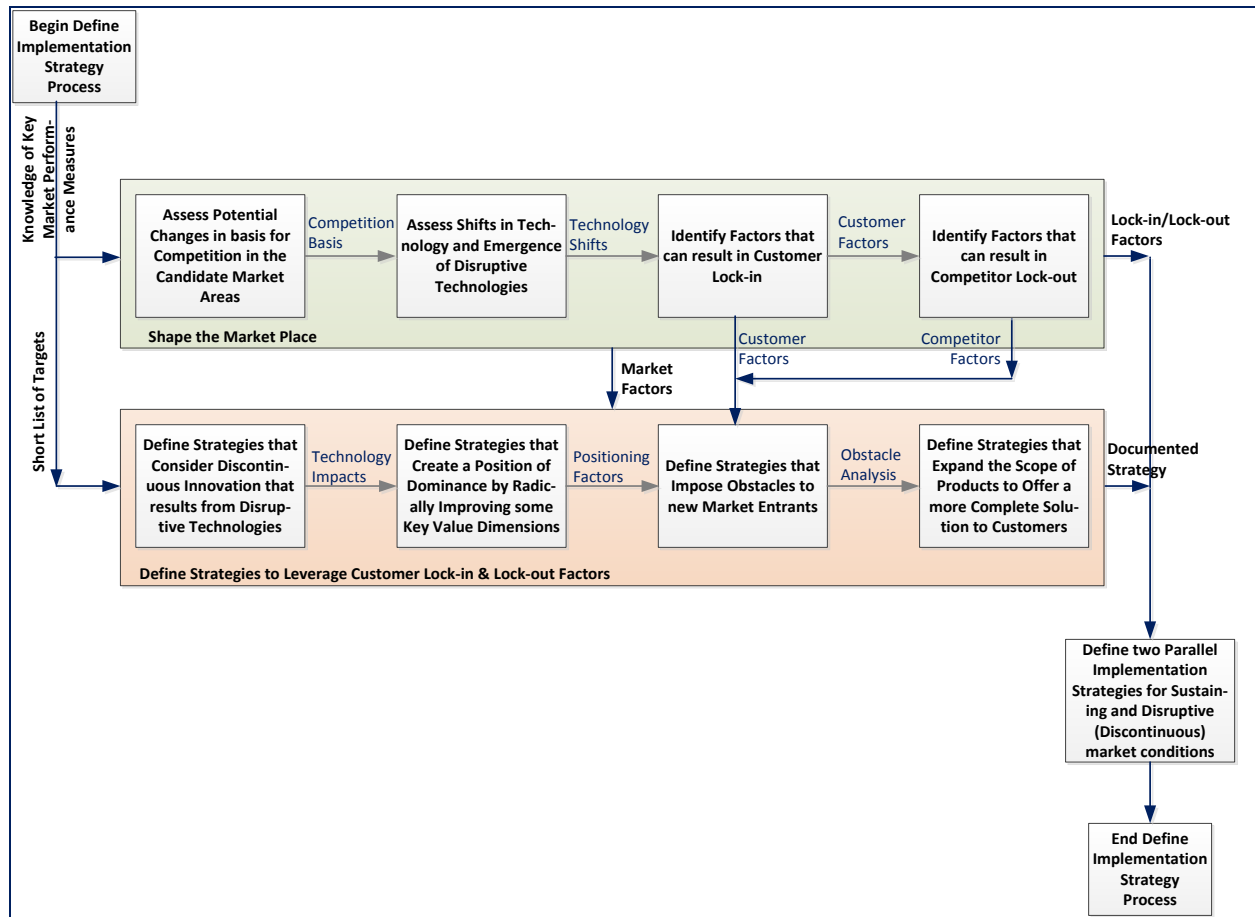 Begin Define
Implementation
Strategy
Process
Knowledge of Key
Market Perform-
ance Measures
Short List of Targets
Assess Potential
Changes in basis for
Competition in the
Candidate Market
Areas
Competition
Basis
Assess Shifts in Tech-
nology and Emergence
of Disruptive
Technologies
Technology
Shifts
Identify Factors that
can result in Customer
Lock-in
Customer
Factors
Identify Factors that
can result in
Competitor Lock-out
Lock-in/Lock-out
Factors
Shape the Market Place
Market
Factors
Customer
Factors
Competitor
Factors
Define Strategies that
Consider Discontin-
uous Innovation that
results from Disrup-
tive Technologies
Technology
Impacts
Define Strategies that
Create a Position of
Dominance by Radic-
ally Improving some
Key Value Dimensions
Positioning
Factors
Define Strategies that
Impose Obstacles to
new Market Entrants
Obstacle
Analysis
Define Strategies that
Expand the Scope of
Products to Offer a
more Complete Solu-
tion to Customers
Documented
Strategy
Define Strategies to Leverage Customer Lock-in & Lock-out Factors
Define two Parallel
Implementation
Strategies for Sustain-
ing and Disruptive
(Discontinuous)
market conditions
End Define
Implementation
Strategy
Process